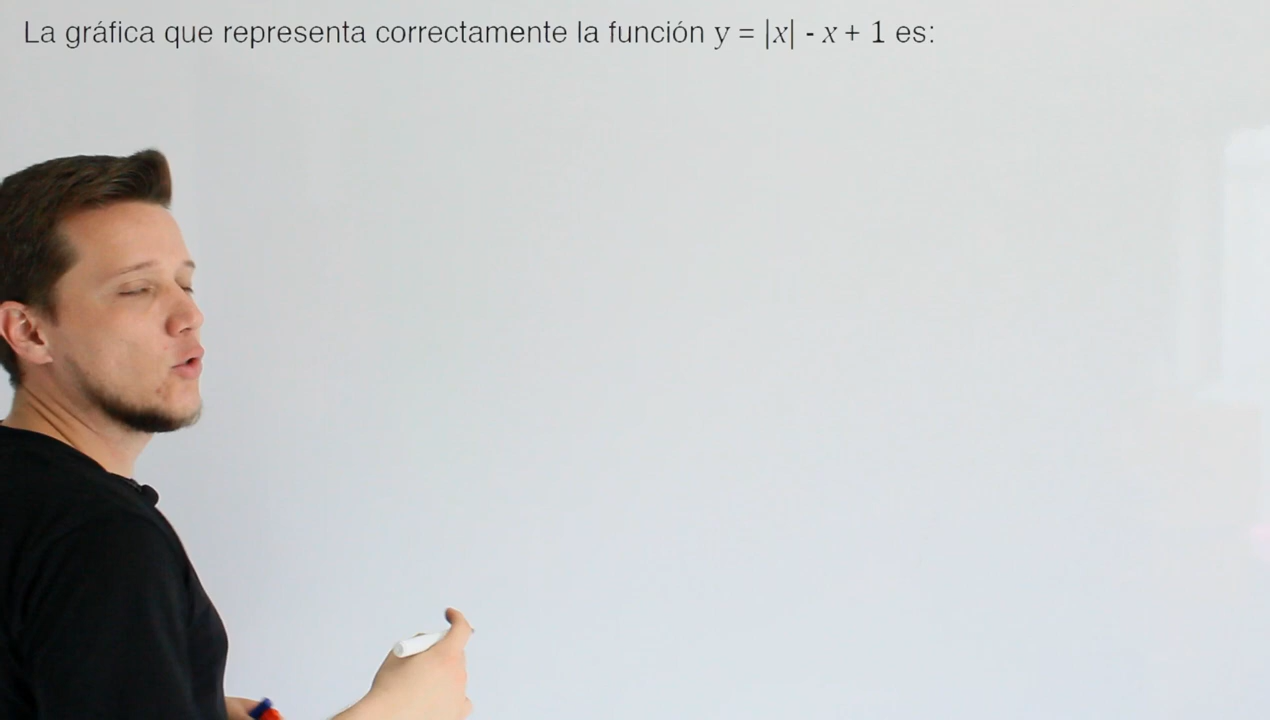 La gráfica que representa correctamente la función y = |x| - x + 1 es: